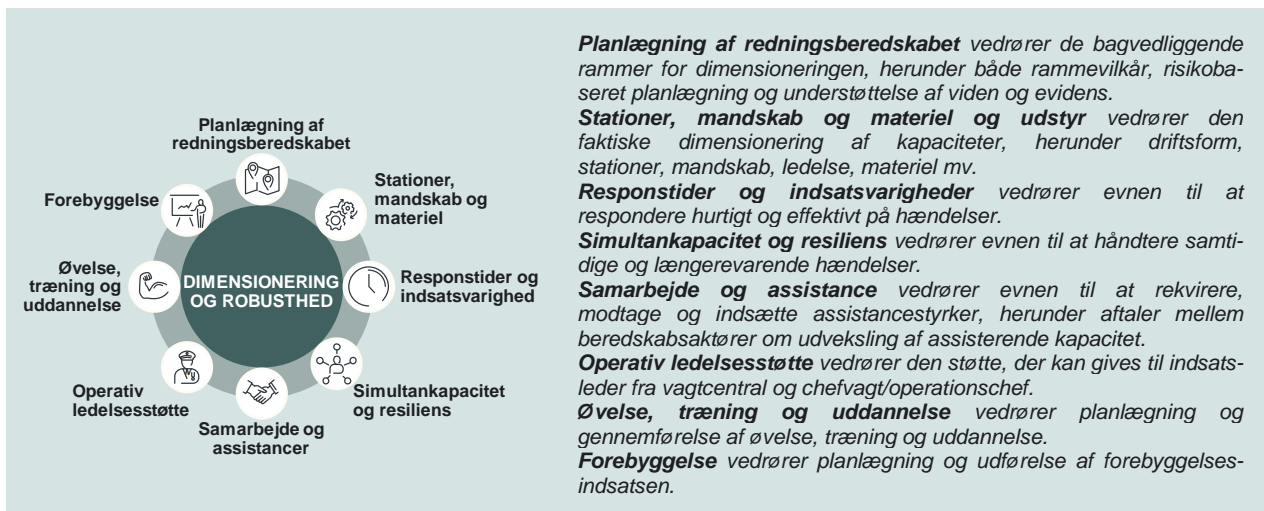 Planlægning af
redningsberedskabet
Stationer,
mandskab og
materiel
Responstider og
indsatsvarighed
Simultankapacitet
og resiliens
Samarbejde og
assistancer
Operativ
ledelsesstøtte
Øvelse,
træning og
uddannelse
Forebyggelse
DIMENSIONERING
OG ROBUSTHED
Planlægning af redningsberedskabet vedrører de bagvedliggende
rammer for dimensioneringen, herunder både rammevilkår, risikoba-
seret planlægning og understøttelse af viden og evidens.
Stationer, mandskab og materiel og udstyr vedrører den
faktiske dimensionering af kapaciteter, herunder driftsform,
stationer, mandskab, ledelse, materiel mv.
Responstider og indsatsvarigheder vedrører evnen til at
respondere hurtigt og effektivt på hændelser.
Simultankapacitet og resiliens vedrører evnen til at håndtere samti-
dige og længerevarende hændelser.
Samarbejde og assistance vedrører evnen til at rekvirere,
modtage og indsætte assistancestyrker, herunder aftaler mellem
beredskabsaktører om udveksling af assisterende kapacitet.
Operativ ledelsesstøtte vedrører den støtte, der kan gives til indsats-
leder fra vagtcentral og chefvagt/operationschef.
Øvelse, træning og uddannelse vedrører planlægning og
gennemførelse af øvelse, træning og uddannelse.
Forebyggelse vedrører planlægning og udførelse af forebyggelses-
indsatsen.